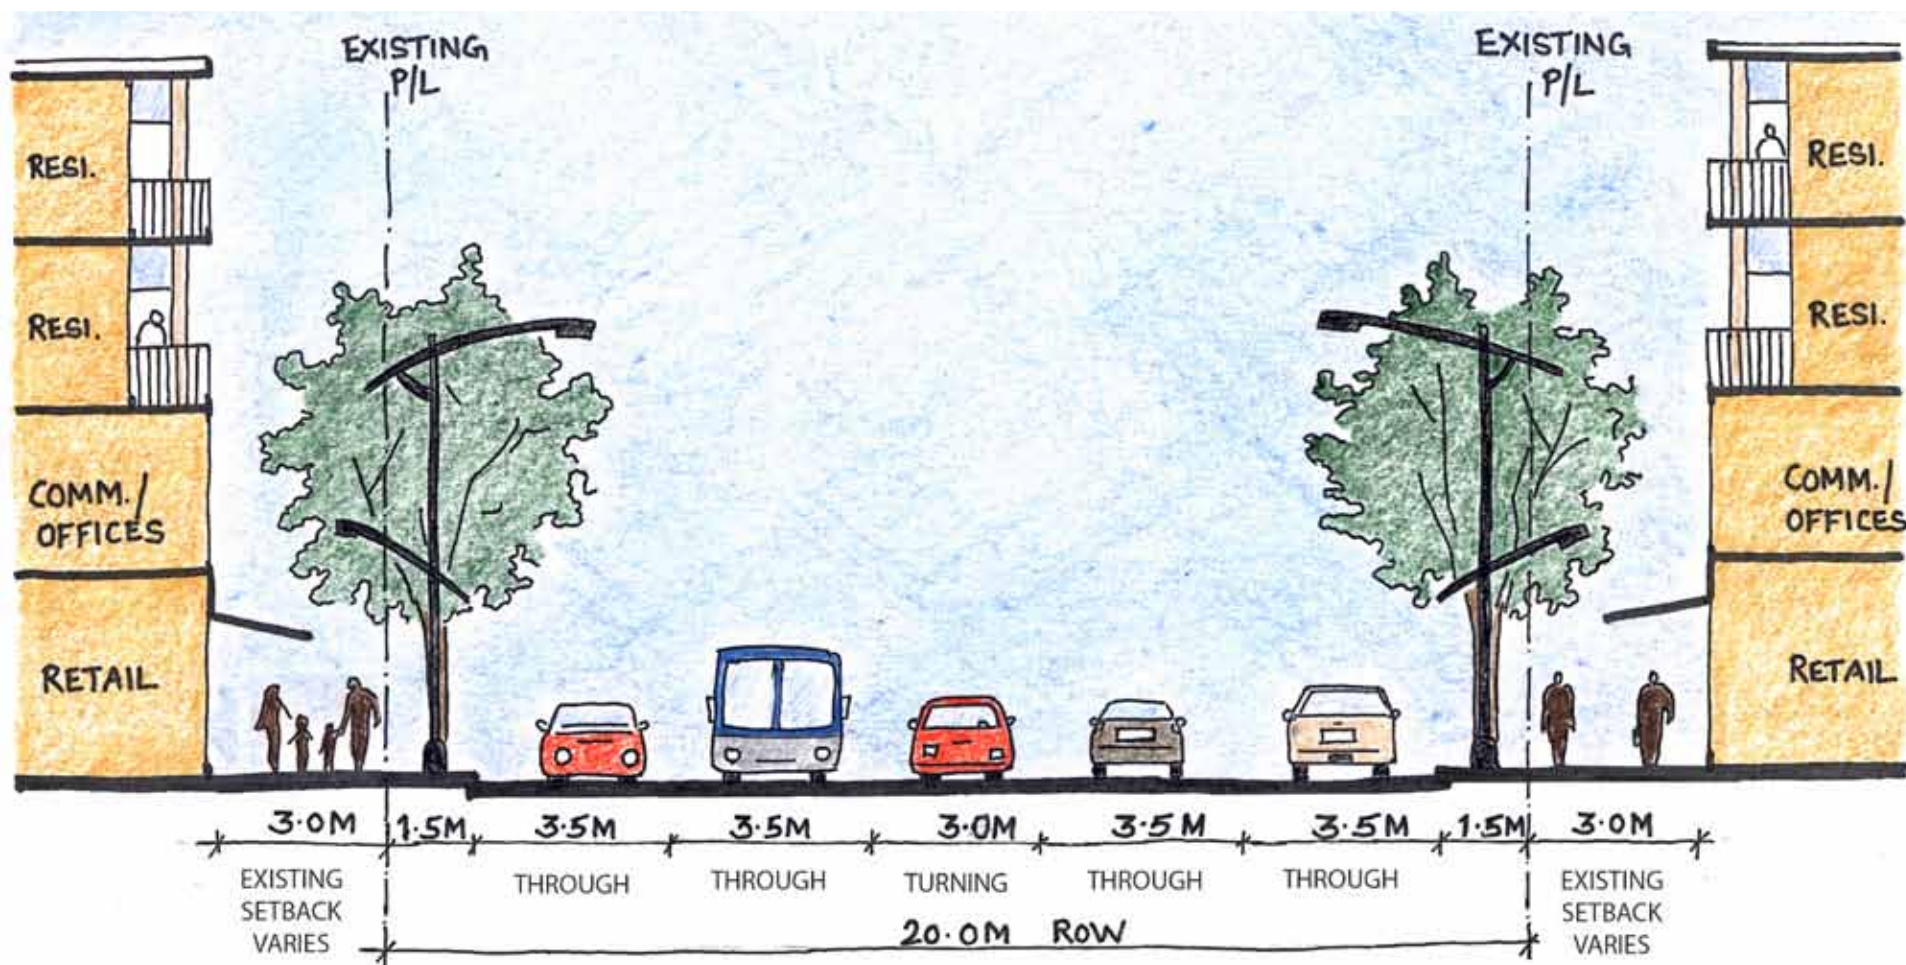 EXISTING
P/L
EXISTING
P/L
RESI.
RESI.
COMM./
OFFICES
RETAIL
RESI.
RESI.
COMM./
OFFICES
RETAIL
3.0M 1.5M 3.5M 3.5M 3.0M 3.5M 3.5M 1.5M 3.0M
EXISTING
SETBACK
VARIES
THROUGH
THROUGH
TURNING
THROUGH
THROUGH
EXISTING
SETBACK
VARIES
20.0M ROW